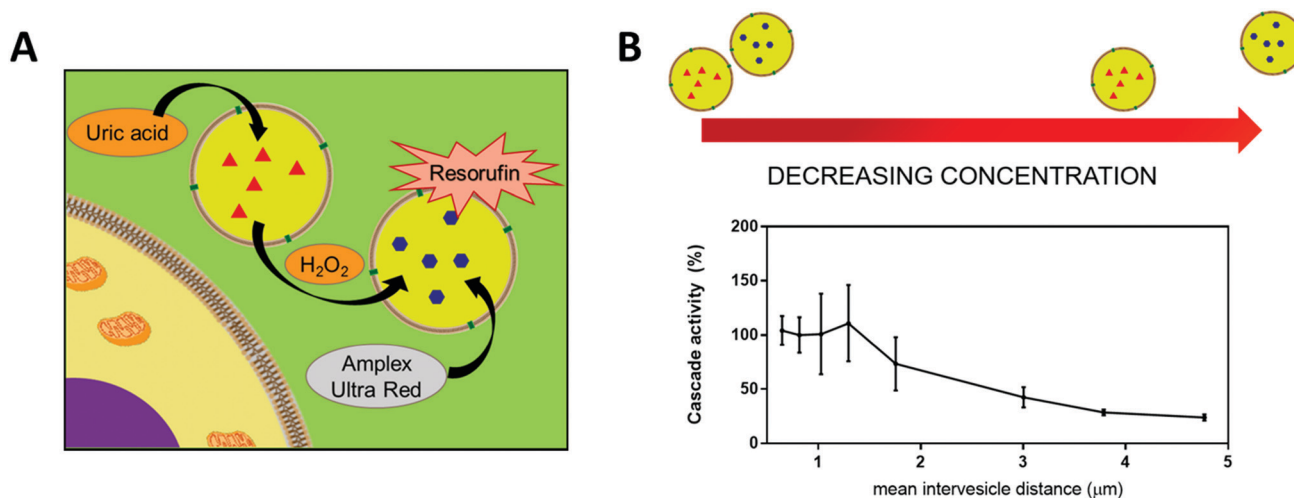 A
Uric acid
Resorufin
H₂O₂
Amplex
Ultra Red
B
DECREASING CONCENTRATION
Cascade activity (%)
200
150
100
50
0
1 2 3 4 5
mean intervesicle distance (μm)